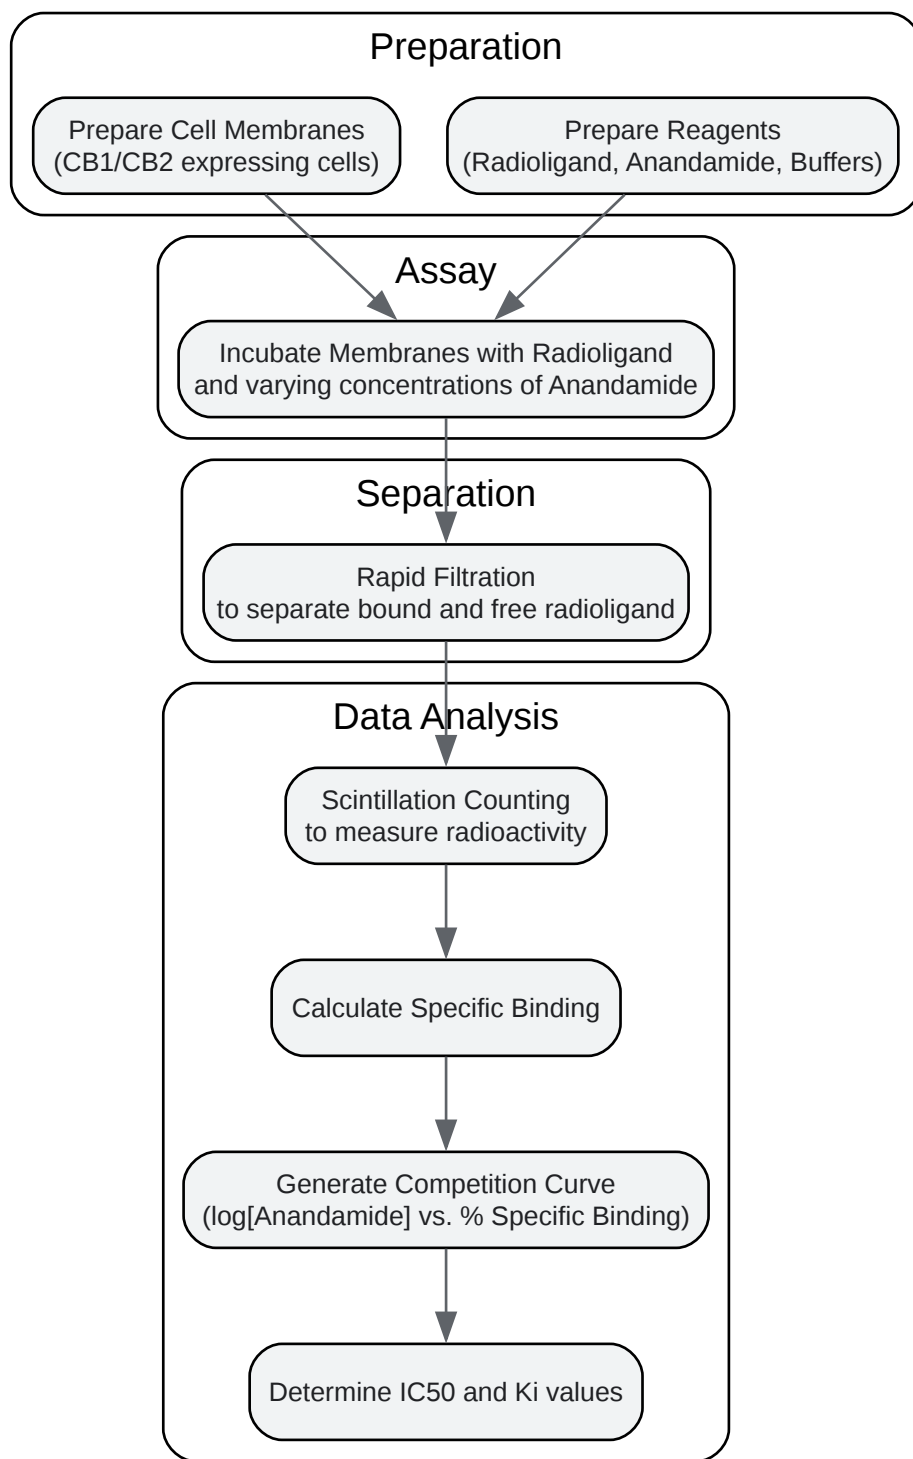 Preparation
Prepare Cell Membranes
(CB1/CB2 expressing cells)
Prepare Reagents
(Radioligand, Anandamide, Buffers)
Assay
Incubate Membranes with Radioligand
and varying concentrations of Anandamide
Separation
Rapid Filtration
to separate bound and free radioligand
Data Analysis
Scintillation Counting
to measure radioactivity
Calculate Specific Binding
Generate Competition Curve
(log[Anandamide] vs. % Specific Binding)
Determine IC50 and Ki values